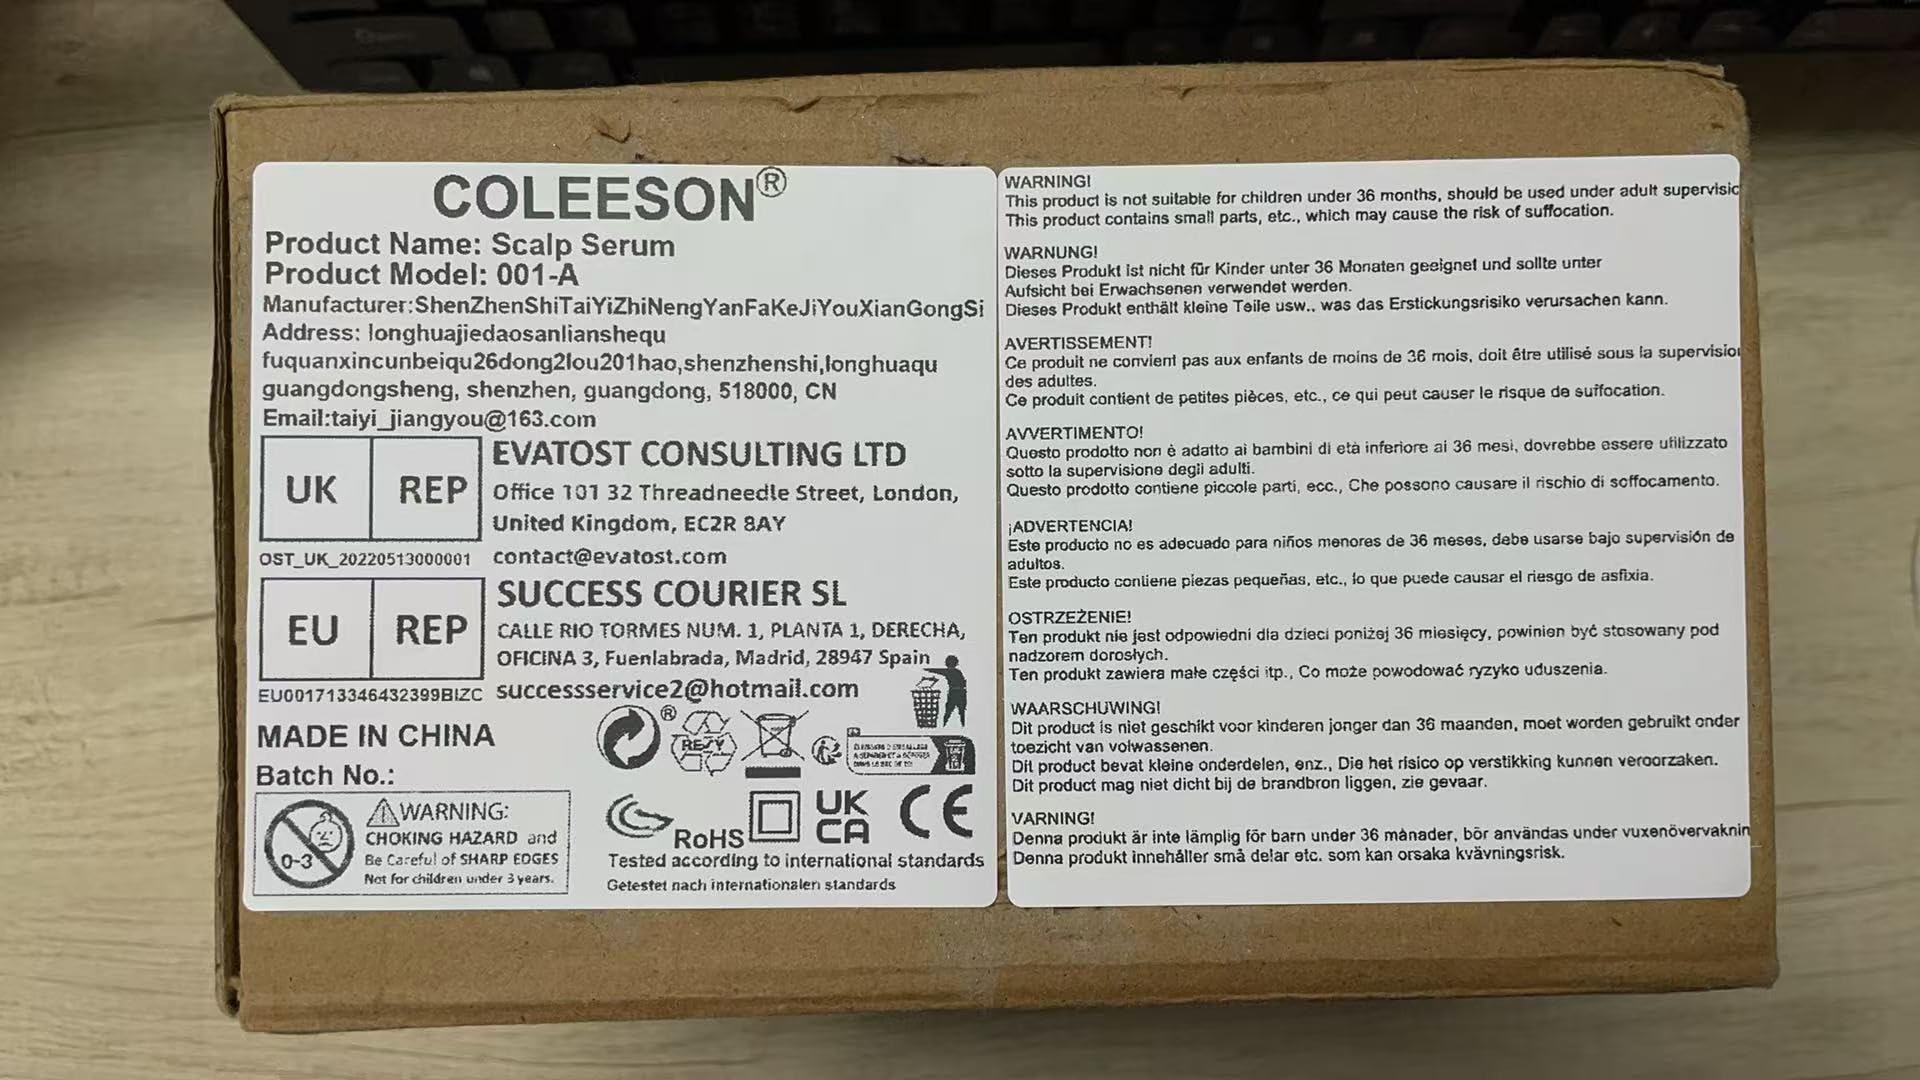 COLEESON®
Product Name: Scalp Serum
Product Model: 001-A
Manufacturer:ShenZhenShiTaiYiZhiNengYanFaKeJiYouXianGongSi
Address: longhuajiedaosanlianshequ
fuquanxincunbeiqu26dong2lou201hao,shenzhenshi,longhuaqu
guangdongsheng, shenzhen, guangdong, 518000, CN
Email:taiyi_jiangyou@163.com
UK REP
EVATOST CONSULTING LTD
Office 101 32 Threadneedle Street, London,
United Kingdom, EC2R 8AY
OST_UK_20220513000001
contact@evatost.com
EU REP
SUCCESS COURIER SL
CALLE RIO TORMES NUM. 1, PLANTA 1, DERECHA,
OFICINA 3, Fuenlabrada, Madrid, 28947 Spain
EU001713346432399BIZC
successservice2@hotmail.com
MADE IN CHINA
Batch No.:
®
RESY
0-3
WARNING:
CHOKING HAZARD and
Be Careful of SHARP EDGES
Not for children under 3 years.
RoHS
UK
CA
CE
Tested according to international standards
Getestet nach internationalen standards
WARNING!
This product is not suitable for children under 36 months, should be used under adult supervisic
This product contains small parts, etc., which may cause the risk of suffocation.
WARNUNG!
Dieses Produkt ist nicht für Kinder unter 36 Monaten geeignet und sollte unter
Aufsicht bei Erwachsenen verwendet werden.
Dieses Produkt enthält kleine Teile usw.. was das Erstickungsrisiko verursachen kann.
AVERTISSEMENT!
Ce produit ne convient pas aux enfants de moins de 36 mois, doit être utilisé sous la supervision
des adultes.
Ce produit contient de petites pièces, etc., ce qui peut causer le risque de suffocation.
AVVERTIMENTO!
Questo prodotto non è adatto ai bambini di età inferiore ai 36 mesi, dovrebbe essere utilizzato
sotto la supervisione degli adulti.
Questo prodotto contiene piccole parti, ecc., Che possono causare il rischio di soffocamento.
¡ADVERTENCIA!
Este producto no es adecuado para niños menores de 36 meses, debe usarse bajo supervisión de
adultos.
Este producto contiene piezas pequeñas, etc., lo que puede causar el riesgo de asfixia.
OSTRZEŻENIE!
Ten produkt nie jest odpowiedni dla dzieci poniżej 36 miesięcy, powinien być stosowany pod
nadzorem dorosłych.
Ten produkt zawiera małe części itp., Co może powodować ryzyko uduszenia.
WAARSCHUWING!
Dit product is niet geschikt voor kinderen jonger dan 36 maanden, moet worden gebruikt onder
toezicht van volwassenen.
Dit product bevat kleine onderdelen, enz., Die het risico op verstikking kunnen veroorzaken.
Dit product mag niet dicht bij de brandbron liggen, zie gevaar.
VARNING!
Denna produkt är inte lämplig för barn under 36 månader, bör användas under vuxenövervaknin
Denna produkt innehåller små delar etc. som kan orsaka kvävningsrisk.